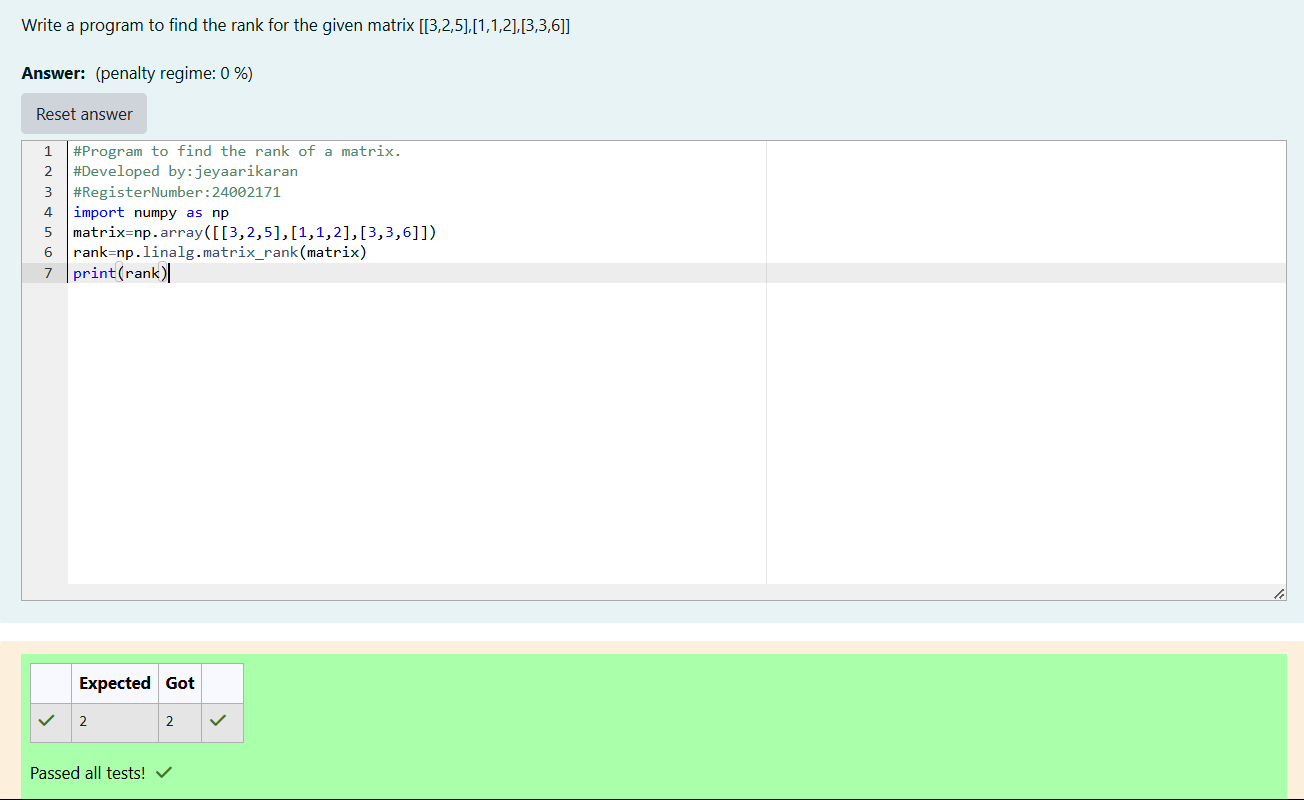 Write a program to find the rank for the given matrix [[3,2,5],[1,1,2],[3,3,6]]
Answer: (penalty regime: 0 %)
Reset answer
1 #Program to find the rank of a matrix.
2 #Developed by:jeyaarikaran
3 #RegisterNumber:24002171
4 import numpy as np
5 matrix=np.array([[3,2,5],[1,1,2],[3,3,6]])
6 rank=np.linalg.matrix_rank(matrix)
7 print(rank)
Expected Got
2 2
Passed all tests!